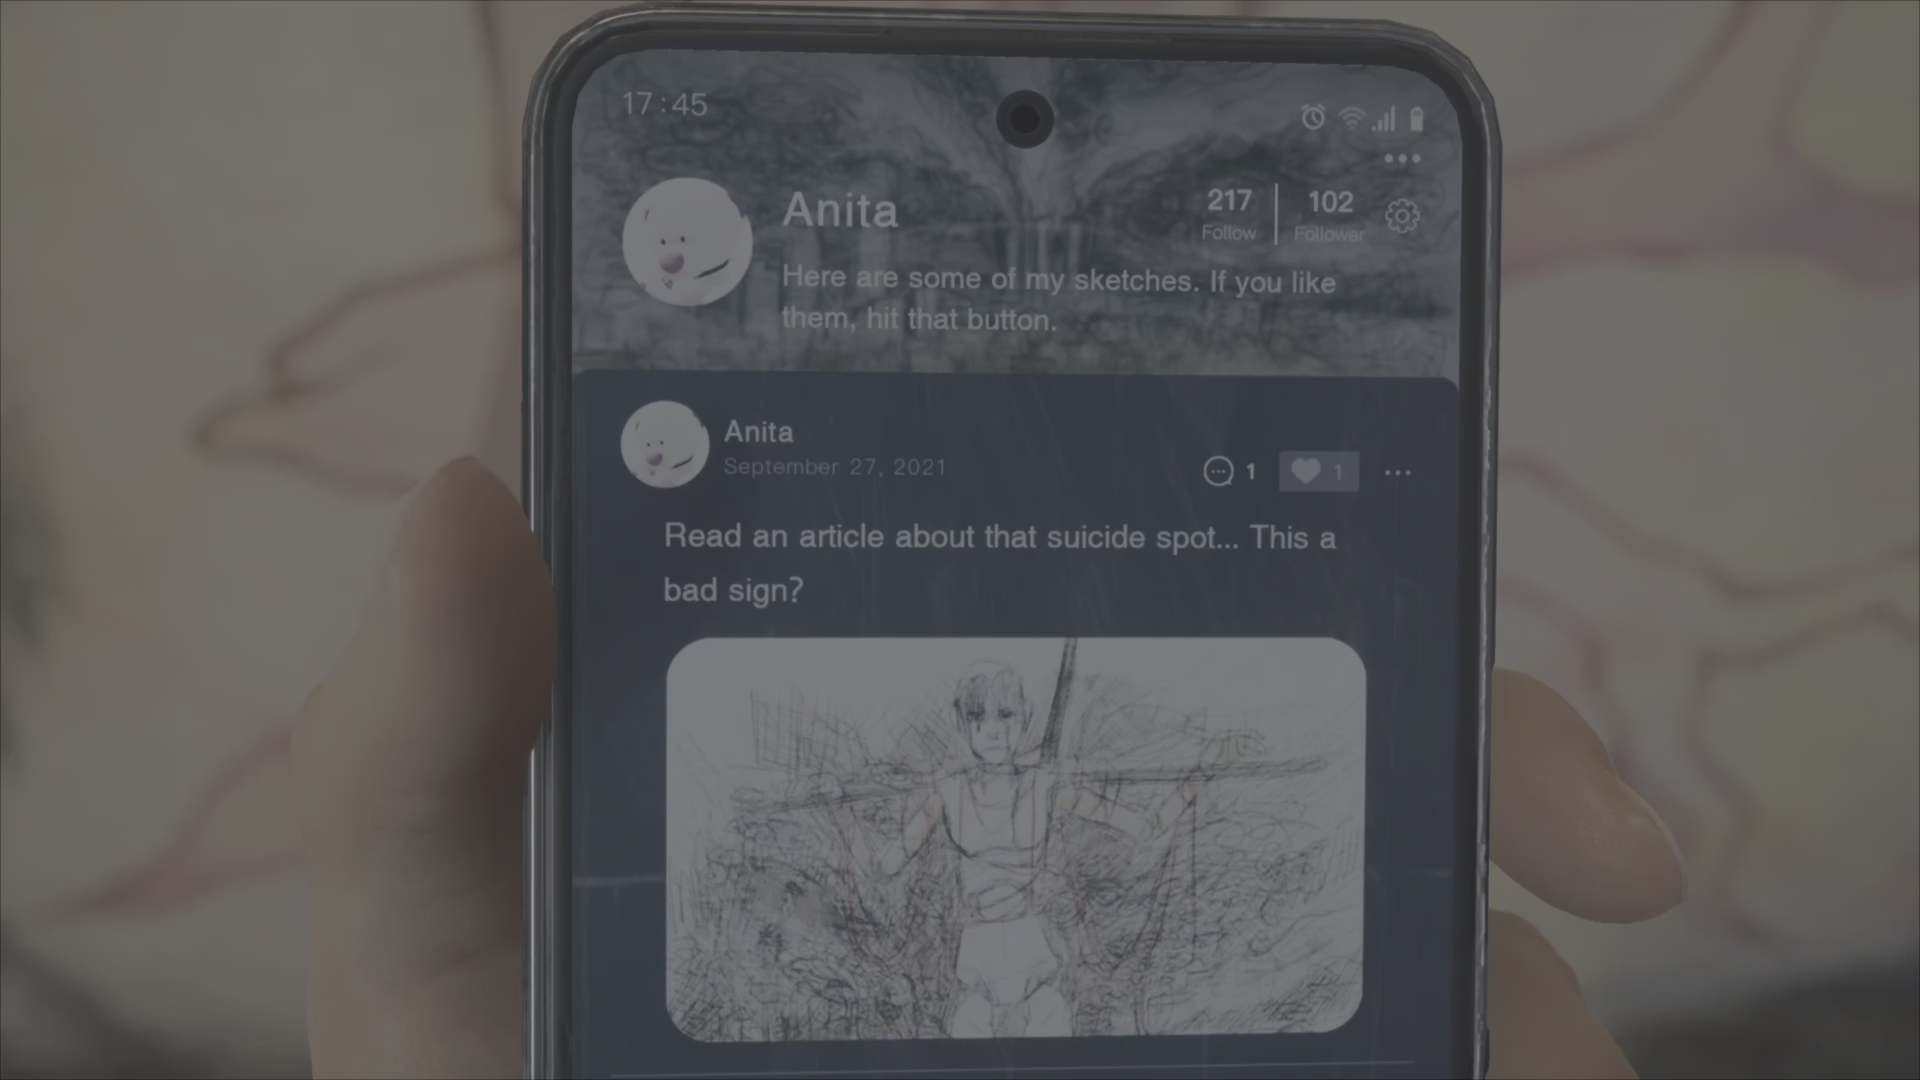 17:45
Anita
217
Follow
102
Follower
Here are some of my sketches. If you like
them, hit that button.
Anita
September 27, 2021
1
1
Read an article about that suicide spot... This a
bad sign?